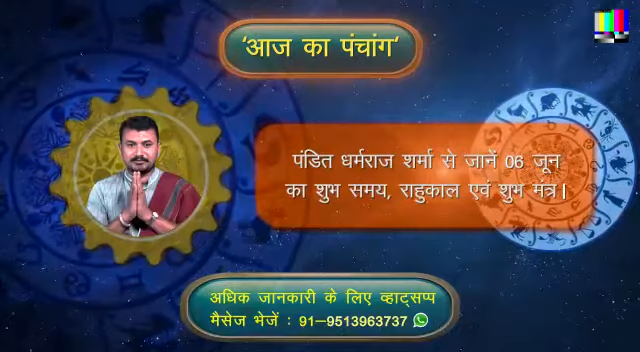 ‘आज का पंचांग’
पंडित धर्मराज शर्मा से जानें 06 जून
का शुभ समय, राहुकाल एवं शुभ मंत्र।
अधिक जानकारी के लिए व्हाट्सप्प
मैसेज भेजें : 91–9513963737